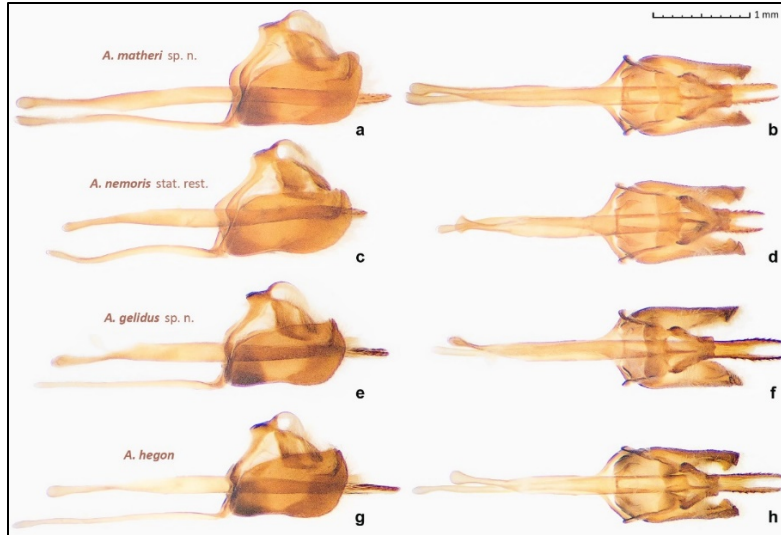 1 mm
A. matheri sp. n.
a
b
A. nemoris stat. rest.
c
d
A. gelidus sp. n.
e
f
A. hegon
g
h